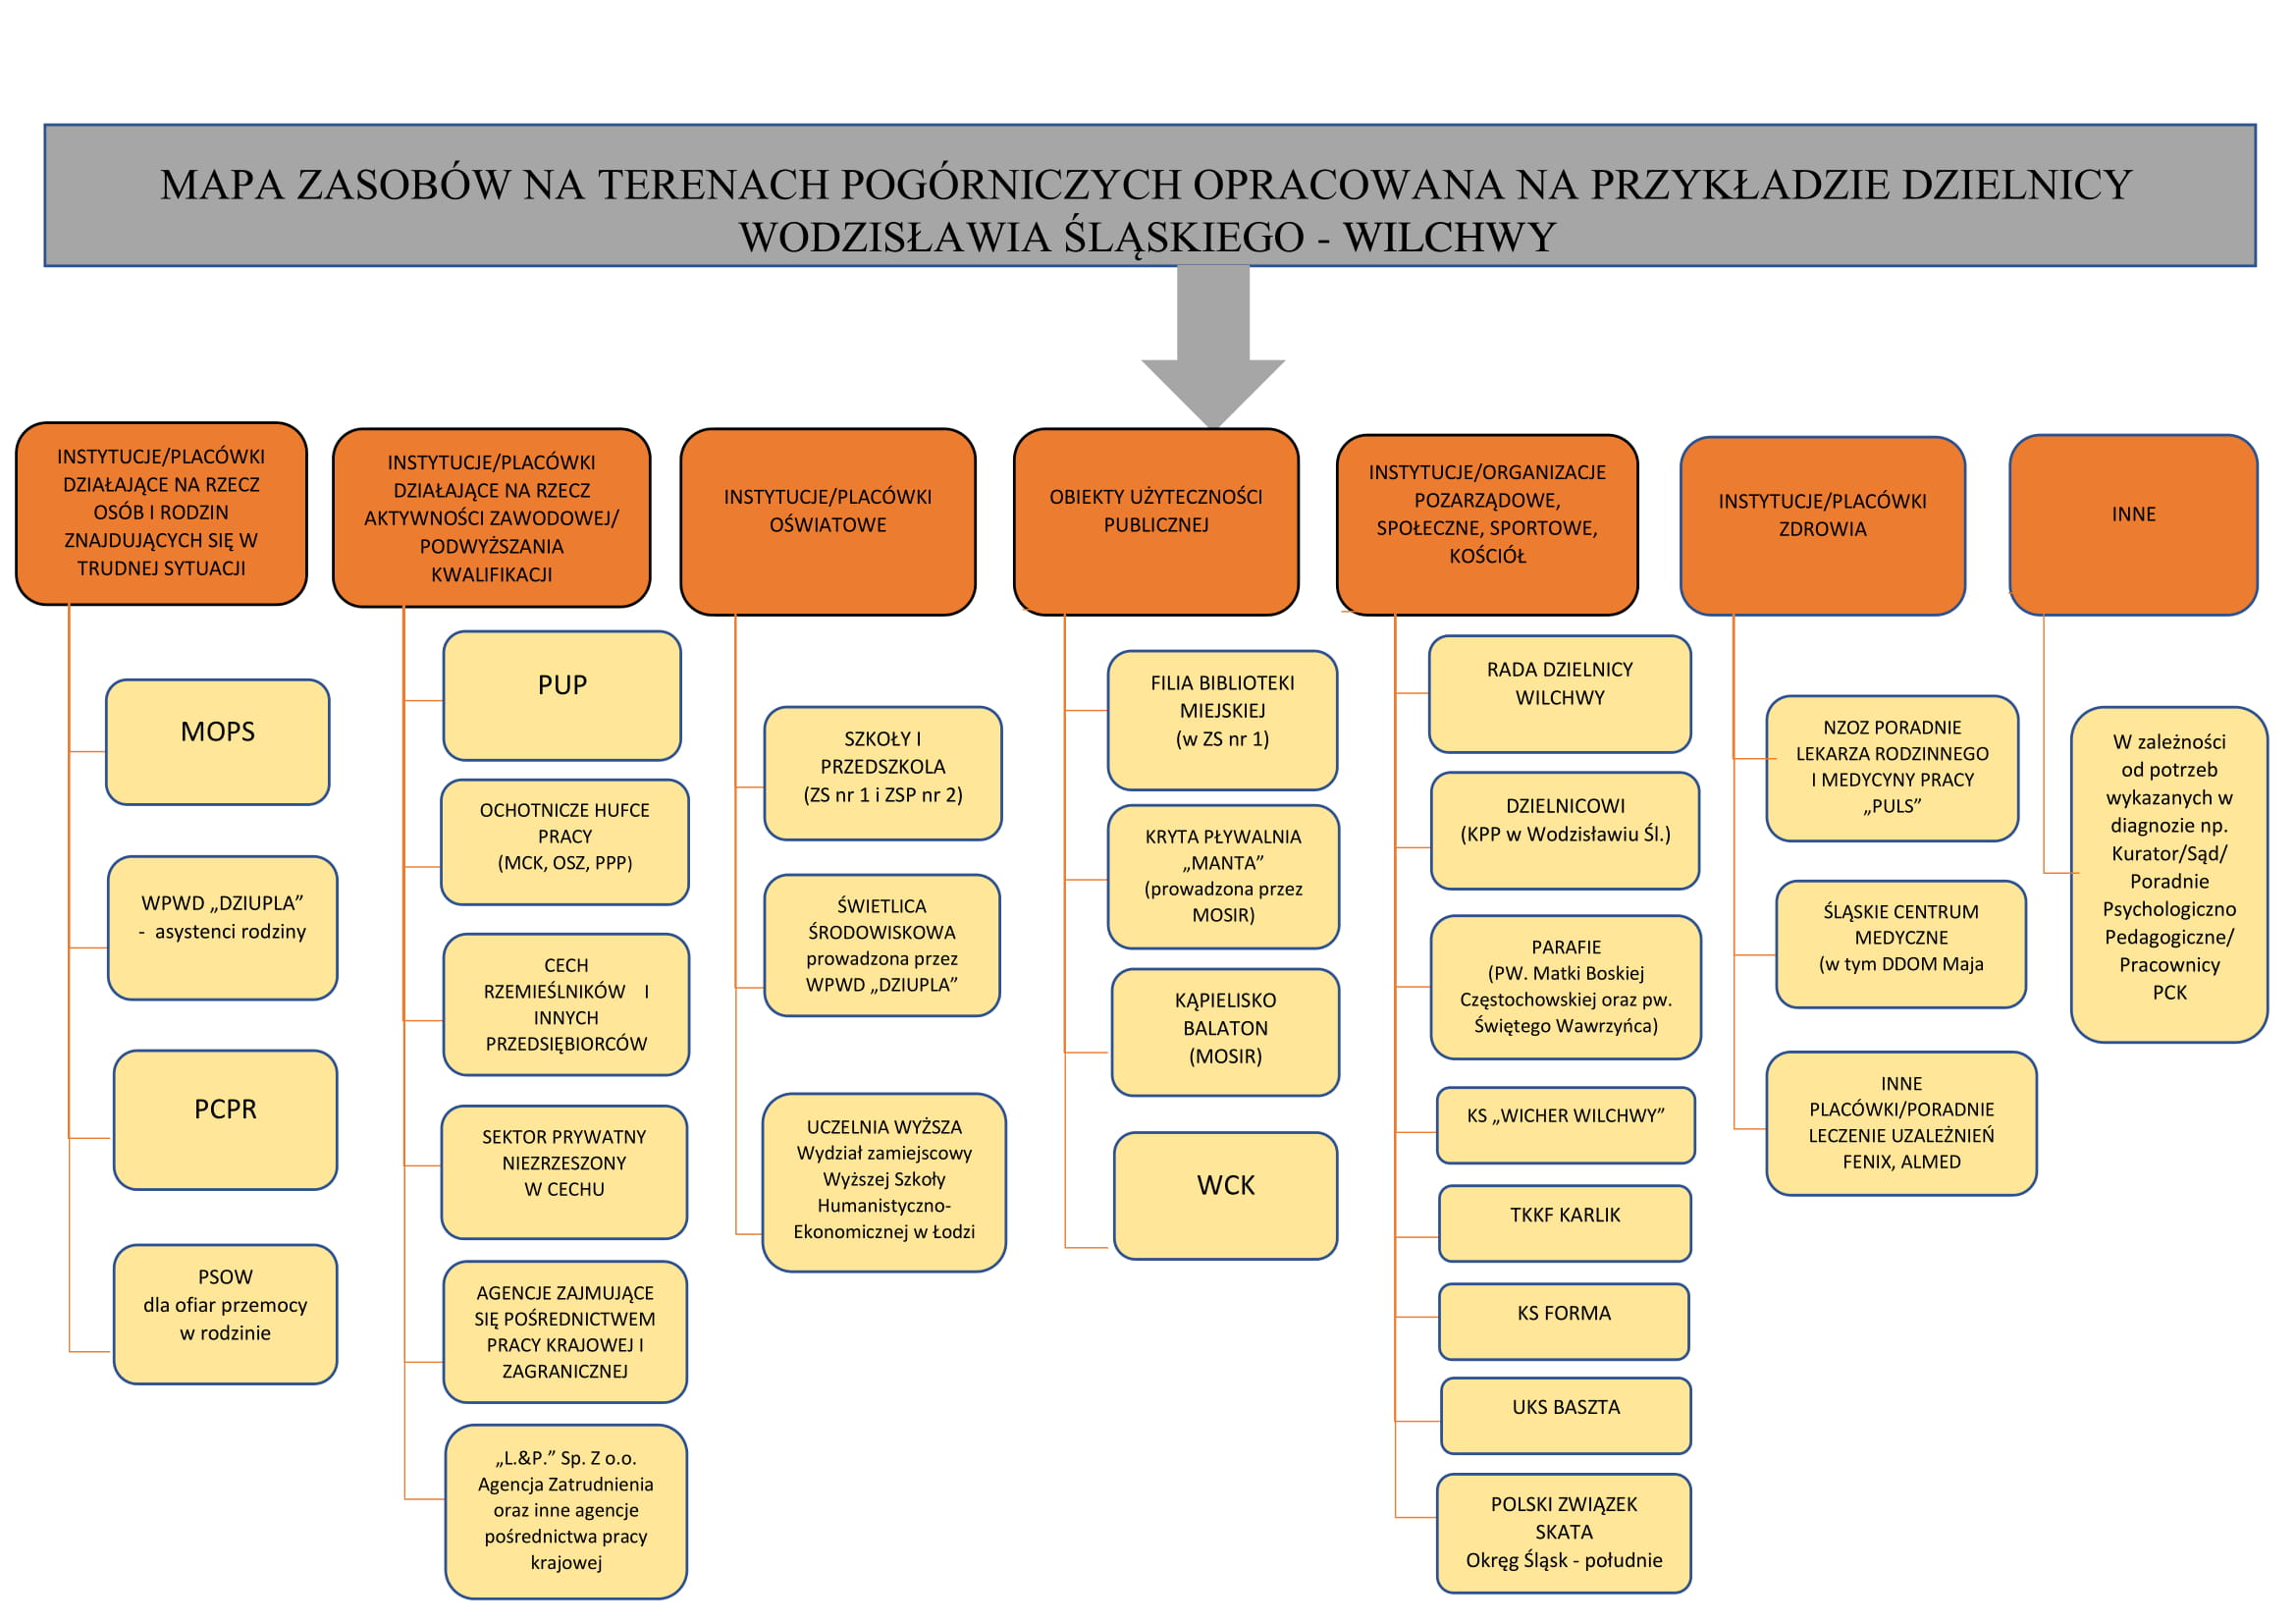 MAPA ZASOBÓW NA TERENACH POGÓRNICZYCH OPRACOWANA NA PRZYKŁADZIE DZIELNICY
WODZISŁAWIA ŚLĄSKIEGO - WILCHWY
INSTYTUCJE/PLACÓWKI
DZIAŁAJĄCE NA RZECZ
OSÓB I RODZIN
ZNAJDUJĄCYCH SIĘ W
TRUDNEJ SYTUACJI
MOPS
WPWD „DZIUPLA”
- asystenci rodziny
PCPR
PSOW
dla ofiar przemocy
w rodzinie
INSTYTUCJE/PLACÓWKI
DZIAŁAJĄCE NA RZECZ
AKTYWNOŚCI ZAWODOWEJ/
PODWYŻSZANIA
KWALIFIKACJI
PUP
OCHOTNICZE HUFCE
PRACY
(MCK, OSZ, PPP)
CECH
RZEMIEŚLNIKÓW I
INNYCH
PRZEDSIĘBIORCÓW
SEKTOR PRYWATNY
NIEZRZESZONY
W CECHU
AGENCJE ZAJMUJĄCE
SIĘ POŚREDNICTWEM
PRACY KRAJOWEJ I
ZAGRANICZNEJ
„L.&P.” Sp. Z o.o.
Agencja Zatrudnienia
oraz inne agencje
pośrednictwa pracy
krajowej
INSTYTUCJE/PLACÓWKI
OŚWIATOWE
SZKOŁY I
PRZEDSZKOLA
(ZS nr 1 i ZSP nr 2)
ŚWIETLICA
ŚRODOWISKOWA
prowadzona przez
WPWD „DZIUPLA”
UCZELNIA WYŻSZA
Wydział zamiejscowy
Wyższej Szkoły
Humanistyczno-
Ekonomicznej w Łodzi
OBIEKTY UŻYTECZNOŚCI
PUBLICZNEJ
FILIA BIBLIOTEKI
MIEJSKIEJ
(w ZS nr 1)
KRYTA PŁYWALNIA
„MANTA”
(prowadzona przez
MOSIR)
KĄPIELISKO
BALATON
(MOSIR)
WCK
INSTYTUCJE/ORGANIZACJE
POZARZĄDOWE,
SPOŁECZNE, SPORTOWE,
KOŚCIÓŁ
RADA DZIELNICY
WILCHWY
DZIELNICOWI
(KPP w Wodzisławiu Śl.)
PARAFIE
(PW. Matki Boskiej
Częstochowskiej oraz pw.
Świętego Wawrzyńca)
KS „WICHER WILCHWY”
TKKF KARLIK
KS FORMA
UKS BASZTA
POLSKI ZWIĄZEK
SKATA
Okręg Śląsk - południe
INSTYTUCJE/PLACÓWKI
ZDROWIA
NZOZ PORADNIE
LEKARZA RODZINNEGO
I MEDYCYNY PRACY
„PULS”
ŚLĄSKIE CENTRUM
MEDYCZNE
(w tym DDOM Maja
INNE
PLACÓWKI/PORADNIE
LECZENIE UZALEŻNIEŃ
FENIX, ALMED
INNE
W zależności
od potrzeb
wykazanych w
diagnozie np.
Kurator/Sąd/
Poradnie
Psychologiczno
Pedagogiczne/
Pracownicy
PCK